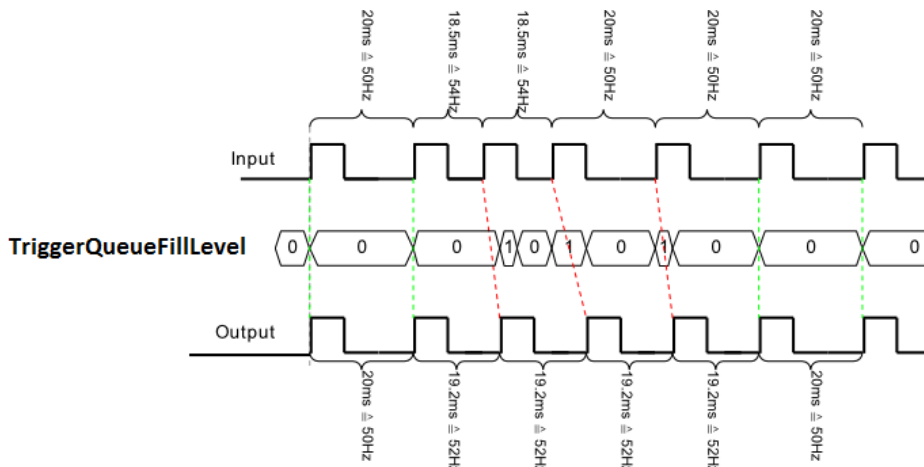 20ms ≙ 50Hz
18.5ms ≙ 54Hz
18.5ms ≙ 54Hz
20ms ≙ 50Hz
20ms ≙ 50Hz
20ms ≙ 50Hz
Input
TriggerQueueFillLevel
0 0 0 1 0 1 0 1 0 0 0
Output
20ms ≙ 50Hz
19.2ms ≙ 52Hz
19.2ms ≙ 52Hz
19.2ms ≙ 52Hz
19.2ms ≙ 52Hz
20ms ≙ 50Hz